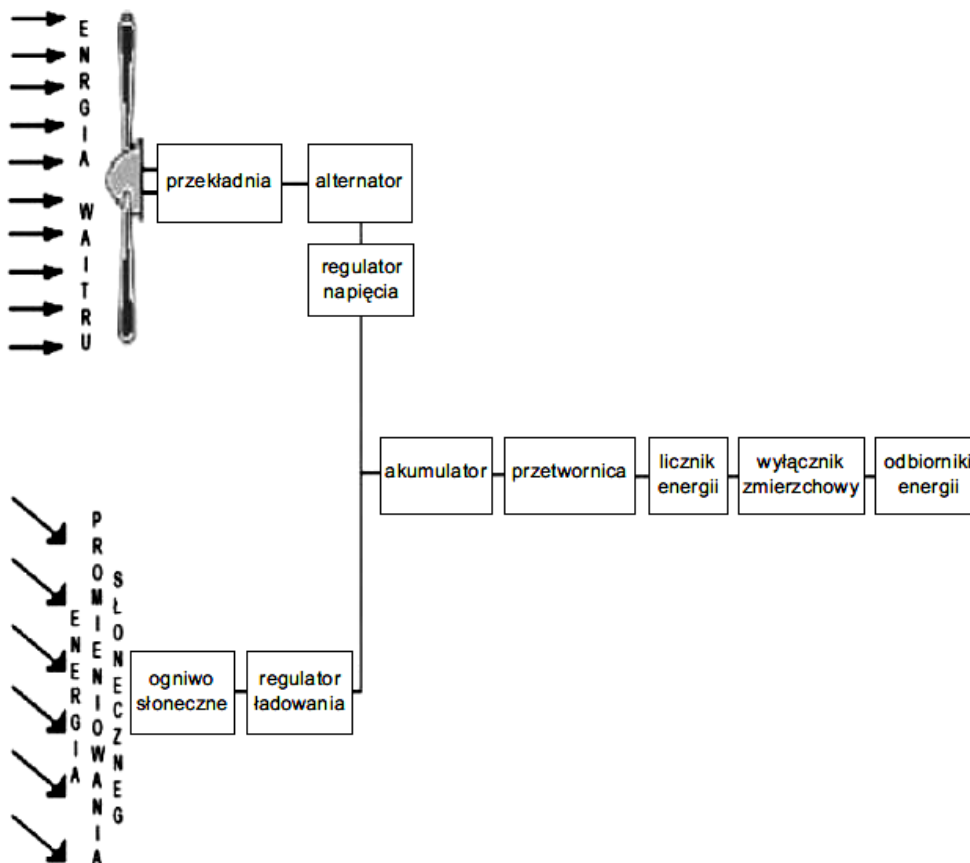 ENRGIA WAITRU
przekładnia
alternator
regulator
napięcia
akumulator
przetwornica
licznik
energii
wyłącznik
zmierzchowy
odbiorniki
energii
ENERGIA
PROMIENIOWANIA
SŁONECZNEG
ogniwo
słoneczne
regulator
ładowania